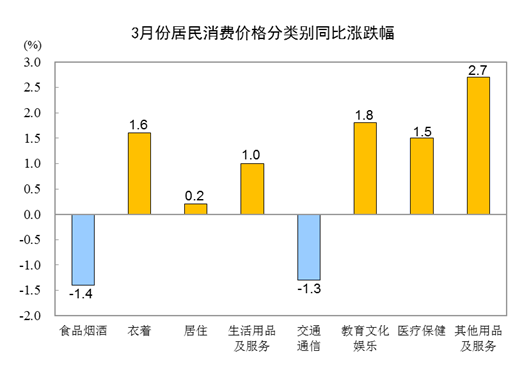 3月份居民消费价格分类别同比涨跌幅
(%)
3.0
2.5
2.0
1.5
1.0
0.5
0.0
-0.5
-1.0
-1.5
-2.0
-1.4
1.6
0.2
1.0
-1.3
1.8
1.5
2.7
食品烟酒
衣着
居住
生活用品
及服务
交通
通信
教育文化
娱乐
医疗保健
其他用品
及服务